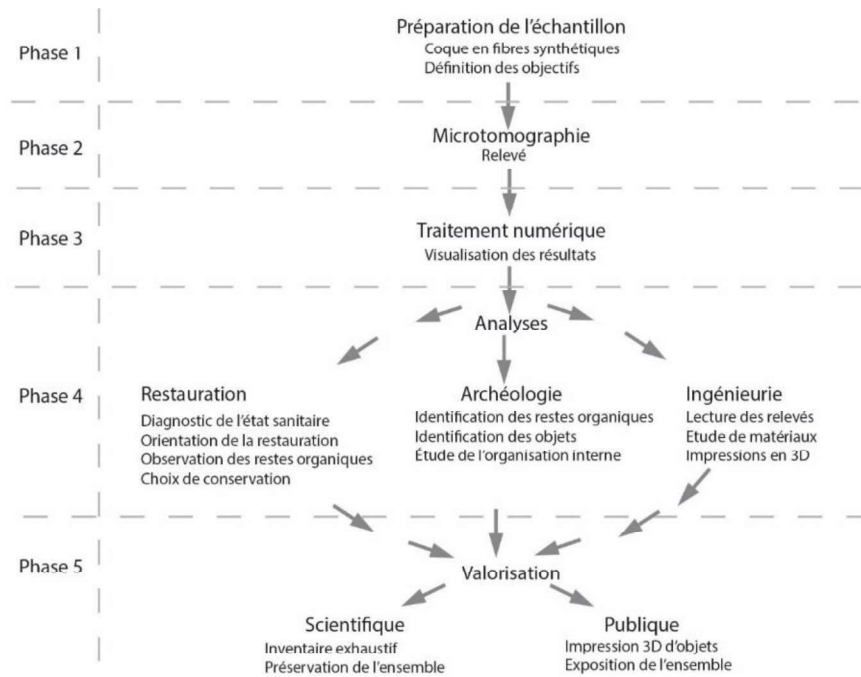 Phase 1
Préparation de l'échantillon
Coque en fibres synthétiques
Définition des objectifs
Phase 2
Microtomographie
Relevé
Phase 3
Traitement numérique
Visualisation des résultats
Phase 4
Analyses
Restauration
Diagnostic de l'état sanitaire
Orientation de la restauration
Observation des restes organiques
Choix de conservation
Archéologie
Identification des restes organiques
Identification des objets
Étude de l'organisation interne
Ingénieurie
Lecture des relevés
Etude de matériaux
Impressions en 3D
Phase 5
Valorisation
Scientifique
Inventaire exhaustif
Préservation de l'ensemble
Publique
Impression 3D d'objets
Exposition de l'ensemble